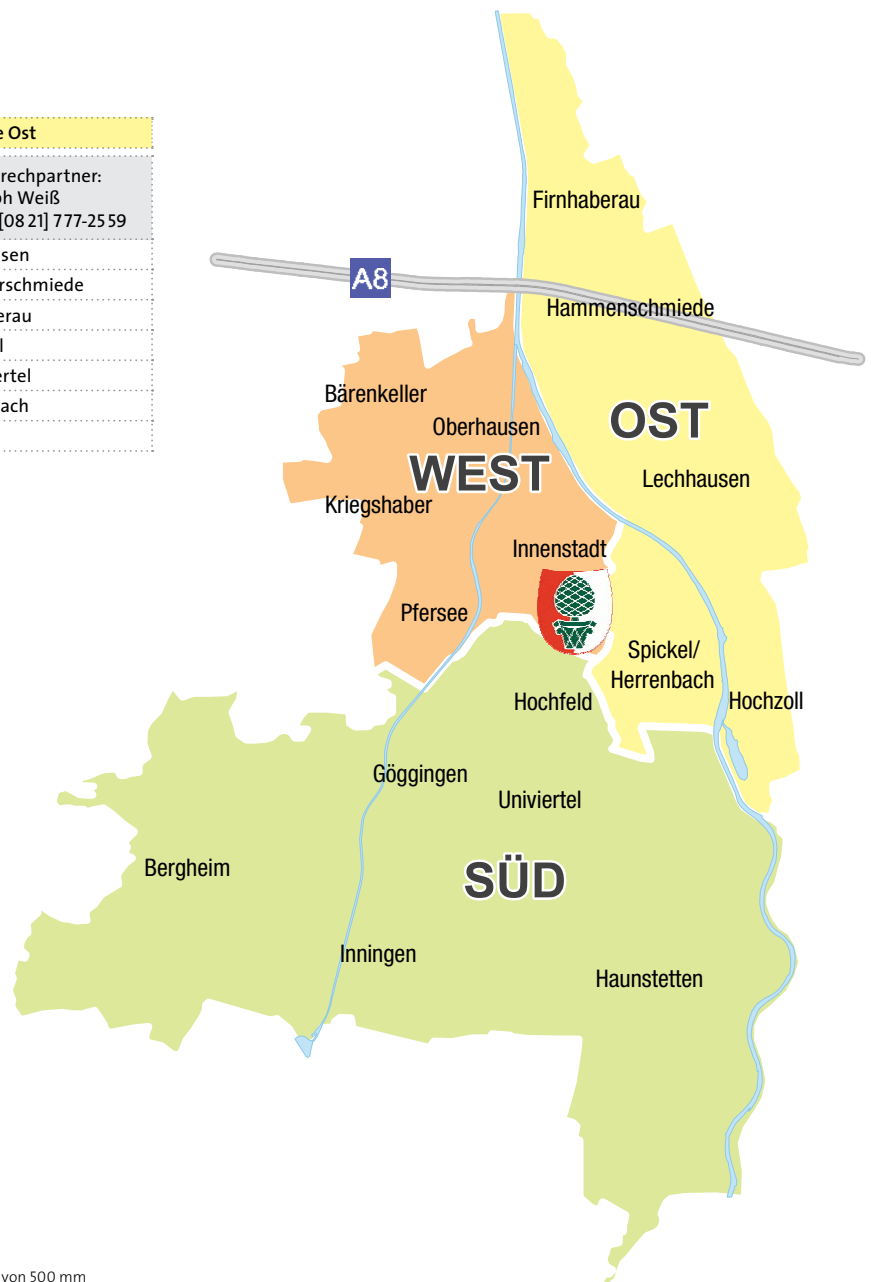 e Ost
rechpartner:
oh Weiß
[08 21] 777-25 59
sen
rschmiede
erau
l
ertel
ach
Firnhaberau
A8
Hammenschmiede
Bärenkeller
Oberhausen
OST
WEST
Lechhausen
Kriegshaber
Innenstadt
Pfersee
Spickel/
Herrenbach
Hochfeld
Hochzoll
Göggingen
Univiertel
Bergheim
SÜD
Inningen
Haunstetten
von 500 mm